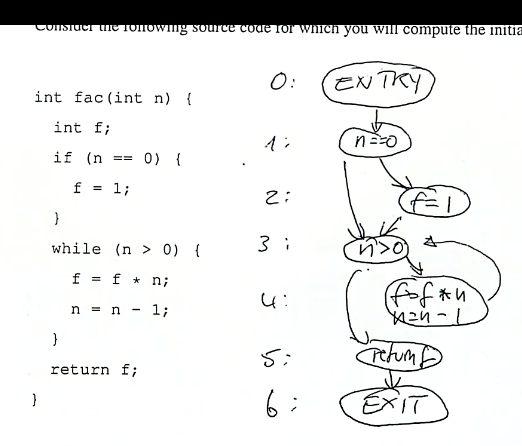 Consider the following source code for which you will compute the initia
int fac(int n) {
int f;
if (n == 0) {
f = 1;
}
while (n > 0) {
f = f * n;
n = n - 1;
}
return f;
}
0: ENTRY
1: n==0
2: f=1
3: n>0
4: f=f*n
n=n-1
5: return f
6: EXIT